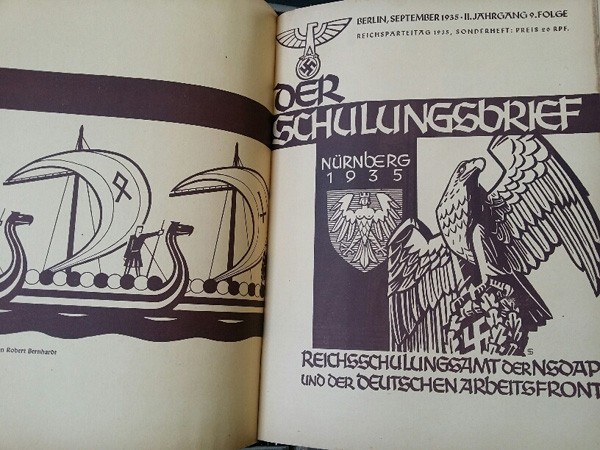 n Robert Bernhardt
BERLIN, SEPTEMBER 1935 · II. JAHRGANG 9. FOLGE
REICHSPARTEITAG 1935, SONDERHEFT: PREIS 20 RPF.
DER
SCHULUNGSBRIEF
NÜRNBERG
1935
REICHSSCHULUNGSAMT DER NSDAP
UND DER DEUTSCHEN ARBEITSFRONT